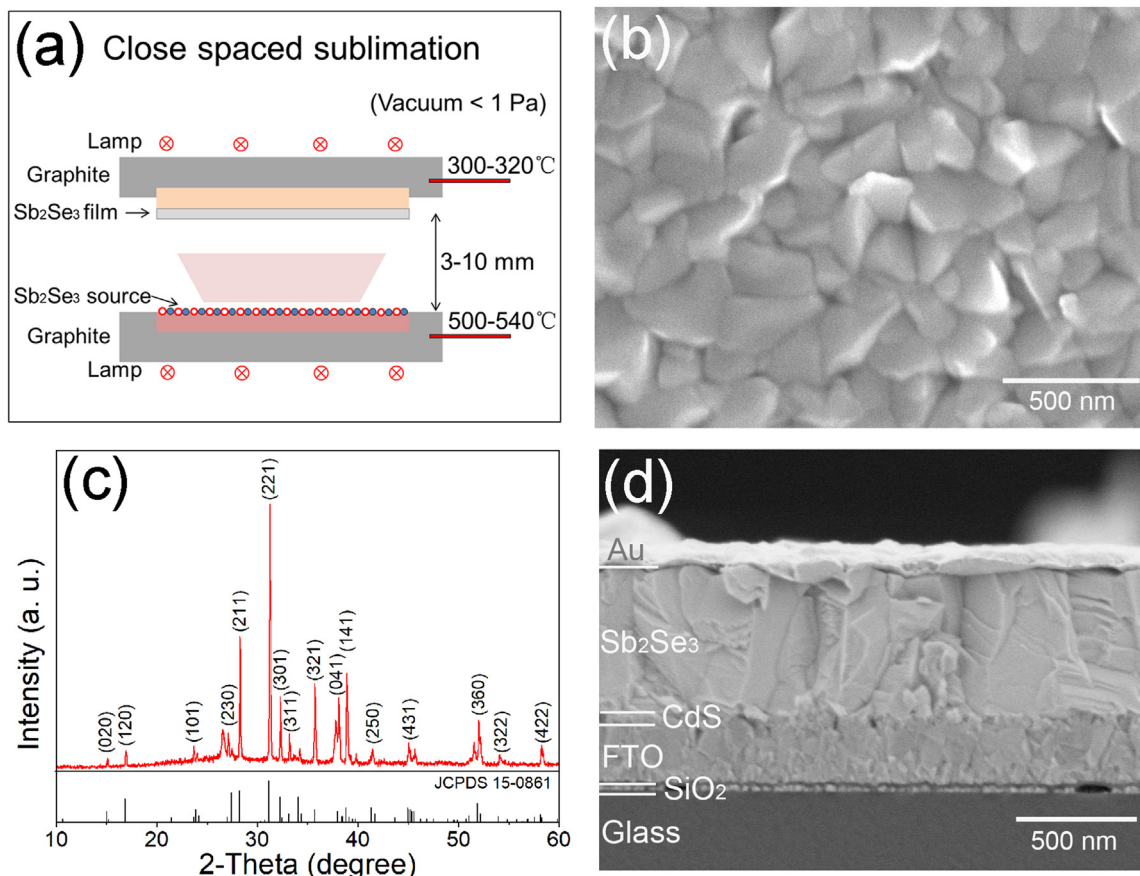 (a) Close spaced sublimation
(Vacuum < 1 Pa)
Lamp
Graphite
300-320℃
Sb₂Se₃ film
3-10 mm
Sb₂Se₃ source
500-540℃
Graphite
Lamp
(b)
500 nm
(c)
Intensity (a. u.)
(020)
(120)
(101)
(230)
(211)
(221)
(301)
(311)
(321)
(041)
(141)
(250)
(431)
(360)
(322)
(422)
JCPDS 15-0861
10 20 30 40 50 60
2-Theta (degree)
(d)
Au
Sb₂Se₃
CdS
FTO
SiO₂
Glass
500 nm